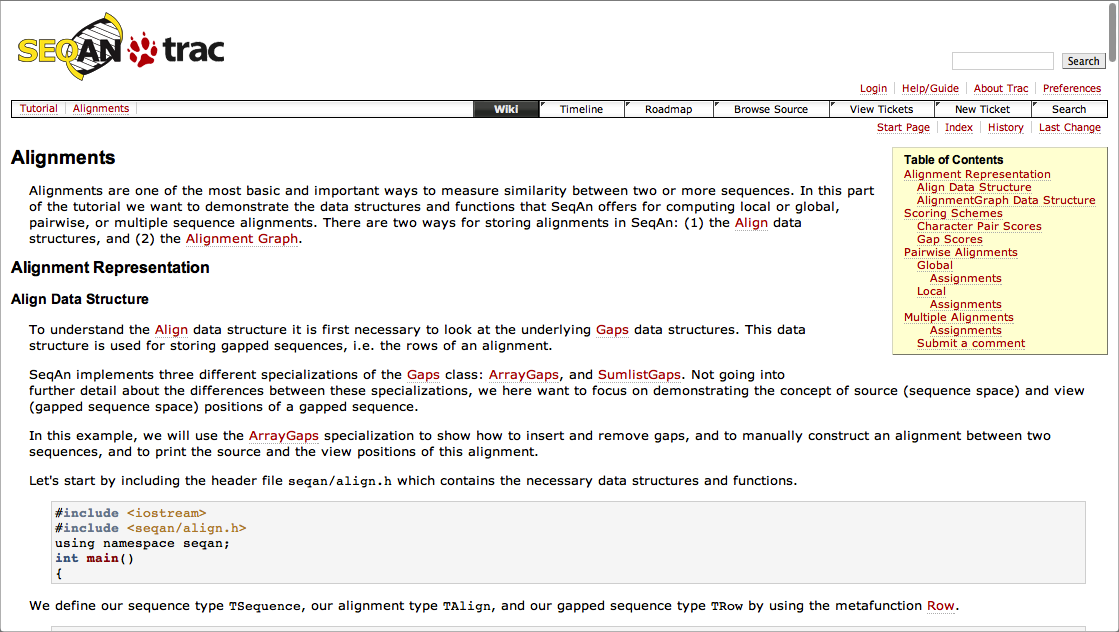 SEQAN trac
Search
Login Help/Guide About Trac Preferences
Tutorial Alignments Wiki Timeline Roadmap Browse Source View Tickets New Ticket Search
Start Page Index History Last Change
Alignments
Alignments are one of the most basic and important ways to measure similarity between two or more sequences. In this part
of the tutorial we want to demonstrate the data structures and functions that SeqAn offers for computing local or global,
pairwise, or multiple sequence alignments. There are two ways for storing alignments in SeqAn: (1) the Align data
structures, and (2) the Alignment Graph.
Table of Contents
Alignment Representation
Align Data Structure
AlignmentGraph Data Structure
Scoring Schemes
Character Pair Scores
Gap Scores
Pairwise Alignments
Global
Assignments
Local
Assignments
Multiple Alignments
Assignments
Submit a comment
Alignment Representation
Align Data Structure
To understand the Align data structure it is first necessary to look at the underlying Gaps data structures. This data
structure is used for storing gapped sequences, i.e. the rows of an alignment.
SeqAn implements three different specializations of the Gaps class: ArrayGaps, and SumlistGaps. Not going into
further detail about the differences between these specializations, we here want to focus on demonstrating the concept of source (sequence space) and view
(gapped sequence space) positions of a gapped sequence.
In this example, we will use the ArrayGaps specialization to show how to insert and remove gaps, and to manually construct an alignment between two
sequences, and to print the source and the view positions of this alignment.
Let's start by including the header file seqan/align.h which contains the necessary data structures and functions.
#include <iostream>
#include <seqan/align.h>
using namespace seqan;
int main()
{
We define our sequence type TSequence, our alignment type TAlign, and our gapped sequence type TRow by using the metafunction Row.